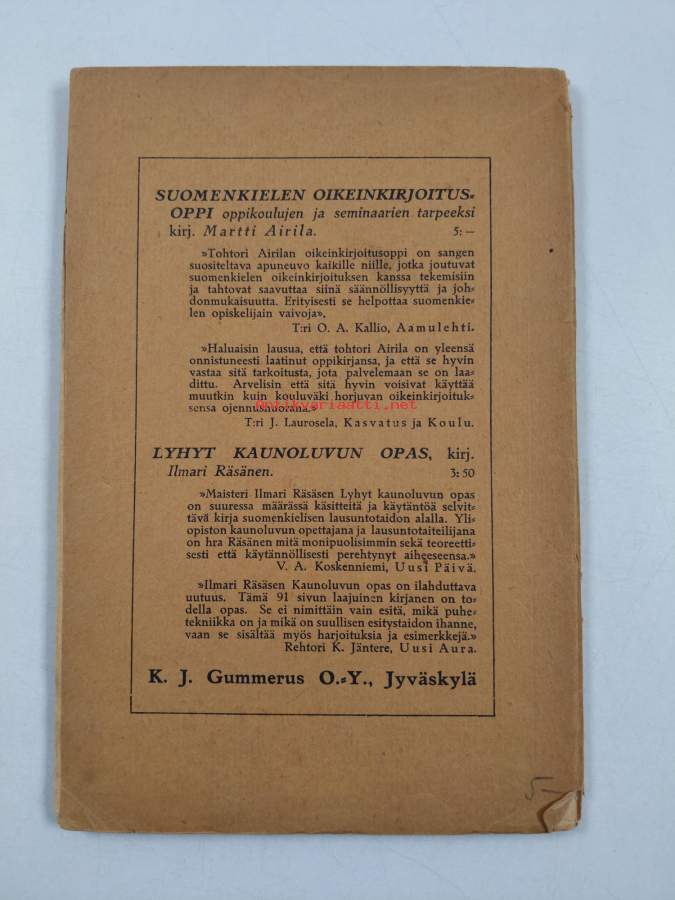 SUOMENKIELEN OIKEINKIRJOITUS-
OPPI oppikoulujen ja seminaarien tarpeeksi
kirj. Martti Airila. 5: —
»Tohtori Airilan oikeinkirjoitusoppi on sangen
suositeltava apuneuvo kaikille niille, jotka joutuvat
suomenkielen oikeinkirjoituksen kanssa tekemisiin
ja tahtovat saavuttaa siinä säännöllisyyttä ja joh-
donmukaisuutta. Erityisesti se helpottaa suomenkie-
len opiskelijain vaivoja»,
T:ri O. A. Kallio, Aamulehti.
»Haluaisin lausua, että tohtori Airila on yleensä
onnistuneesti laatinut oppikirjansa, ja että se hyvin
vastaa sitä tarkoitusta, jota palvelemaan se on laa-
dittu. Arvelisin että sitä hyvin voisivat käyttää
muutkin kuin kouluväki horjuvan oikeinkirjoituk-
sensa ojennusnuorana.»
antikvariaatti.net
T:ri J. Laurosela, Kasvatus ja Koulu.
LYHYT KAUNOLUVUN OPAS, kirj.
Ilmari Räsänen. 3: 50
»Maisteri Ilmari Räsäsen Lyhyt kaunoluvun opas
on suuressa määrässä käsitteitä ja käytäntöä selvit-
tävä kirja suomenkielisen lausuntotaidon alalla. Yli-
opiston kaunoluvun opettajana ja lausuntotaiteilijana
on hra Räsänen mitä monipuolisimmin sekä teoreetti-
sesti että käytännöllisesti perehtynyt aiheeseensa.»
V. A. Koskenniemi, Uusi Päivä.
»Ilmari Räsäsen Kaunoluvun opas on ilahduttava
uutuus. Tämä 91 sivun laajuinen kirjanen on to-
della opas. Se ei nimittäin vain esitä, mikä puhe-
tekniikka on ja mikä on suullisen esitystaidon ihanne,
vaan se sisältää myös harjoituksia ja esimerkkejä.»
Rehtori K. Jäntere, Uusi Aura.
K. J. Gummerus O.-Y., Jyväskylä
5—